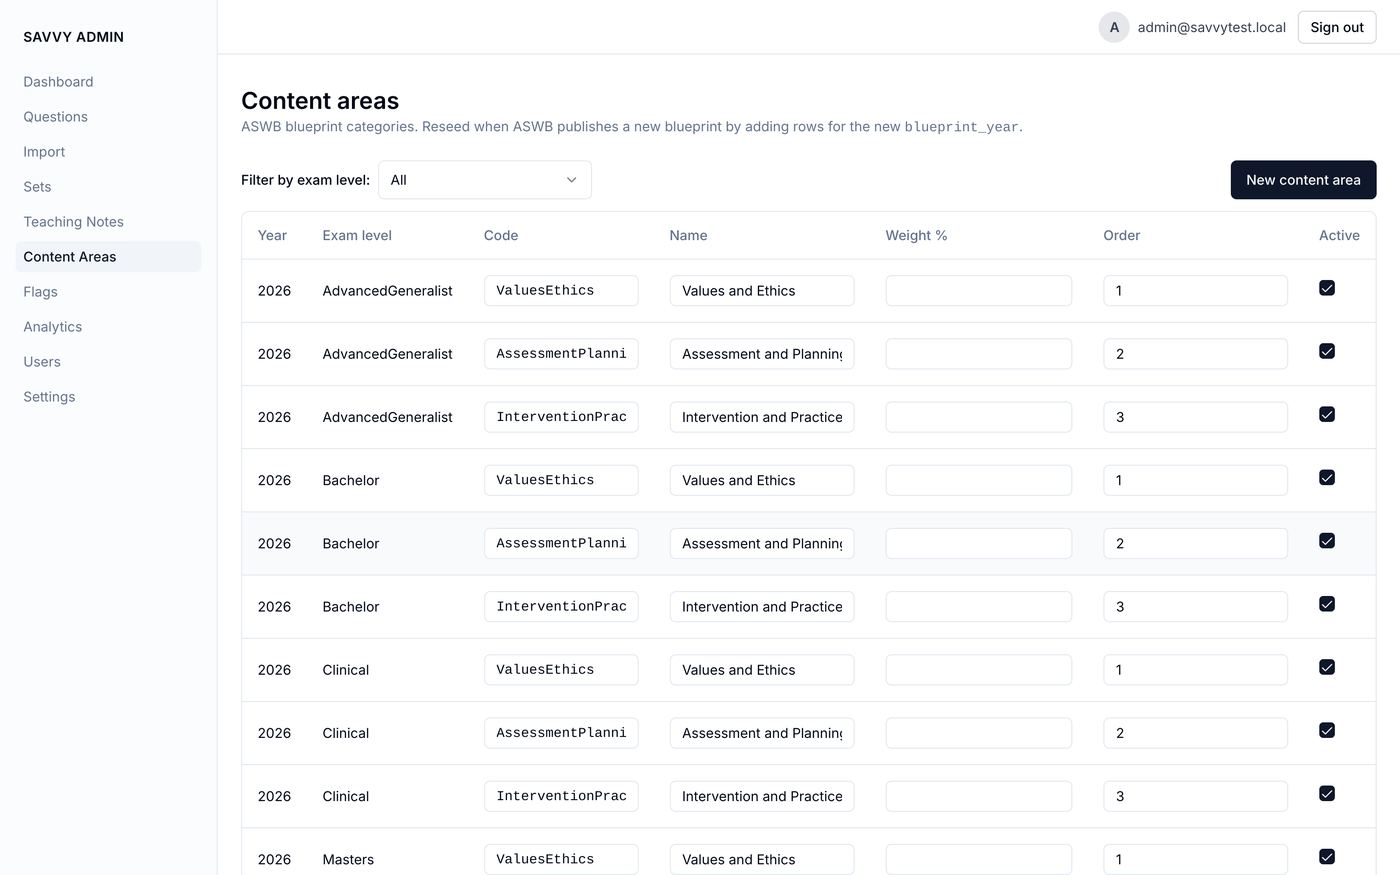 SAVVY ADMIN
Dashboard
Questions
Import
Sets
Teaching Notes
Content Areas
Flags
Analytics
Users
Settings
A admin@savvytest.local Sign out
Content areas
ASWB blueprint categories. Reseed when ASWB publishes a new blueprint by adding rows for the new blueprint_year.
Filter by exam level: All New content area
Year Exam level Code Name Weight % Order Active
2026 AdvancedGeneralist ValuesEthics Values and Ethics 1
2026 AdvancedGeneralist AssessmentPlanni Assessment and Planning 2
2026 AdvancedGeneralist InterventionPrac Intervention and Practice 3
2026 Bachelor ValuesEthics Values and Ethics 1
2026 Bachelor AssessmentPlanni Assessment and Planning 2
2026 Bachelor InterventionPrac Intervention and Practice 3
2026 Clinical ValuesEthics Values and Ethics 1
2026 Clinical AssessmentPlanni Assessment and Planning 2
2026 Clinical InterventionPrac Intervention and Practice 3
2026 Masters ValuesEthics Values and Ethics 1